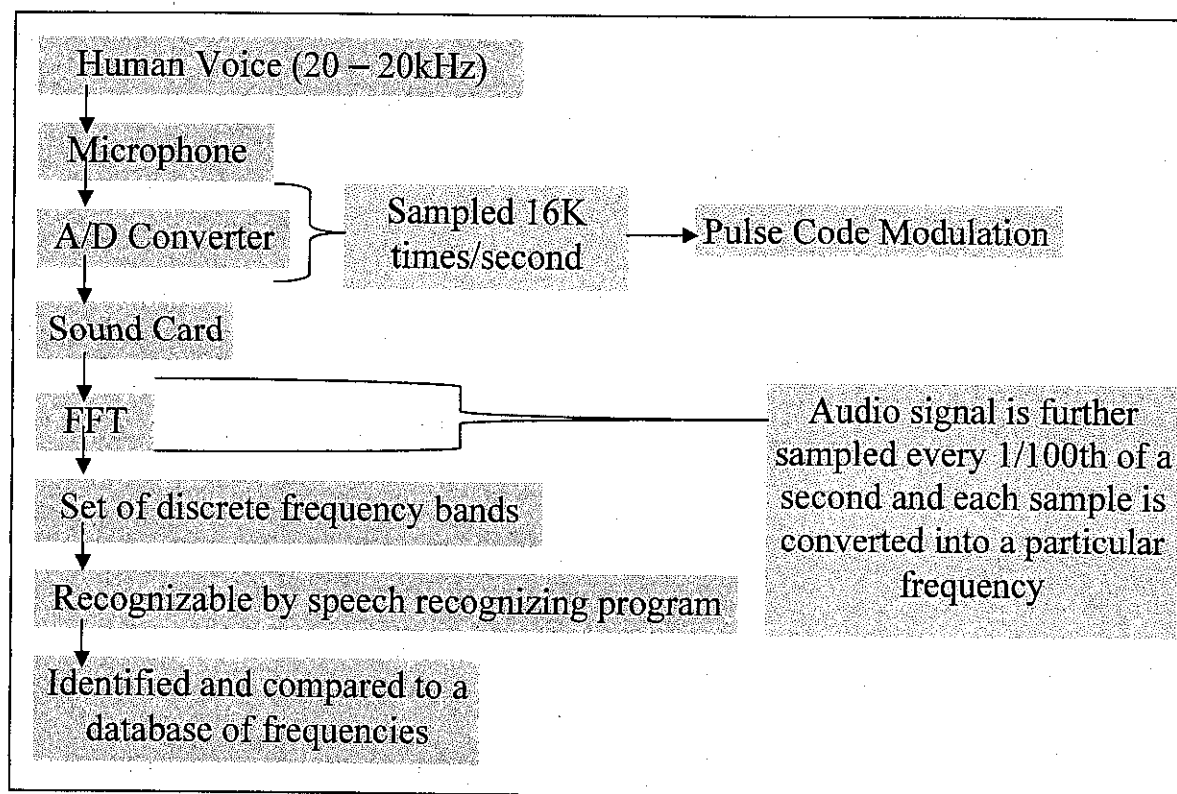 Human Voice (20 – 20kHz)
Microphone
A/D Converter
Sampled 16K
times/second
Pulse Code Modulation
Sound Card
FFT
Audio signal is further
sampled every 1/100th of a
second and each sample is
converted into a particular
frequency
Set of discrete frequency bands
Recognizable by speech recognizing program
Identified and compared to a
database of frequencies